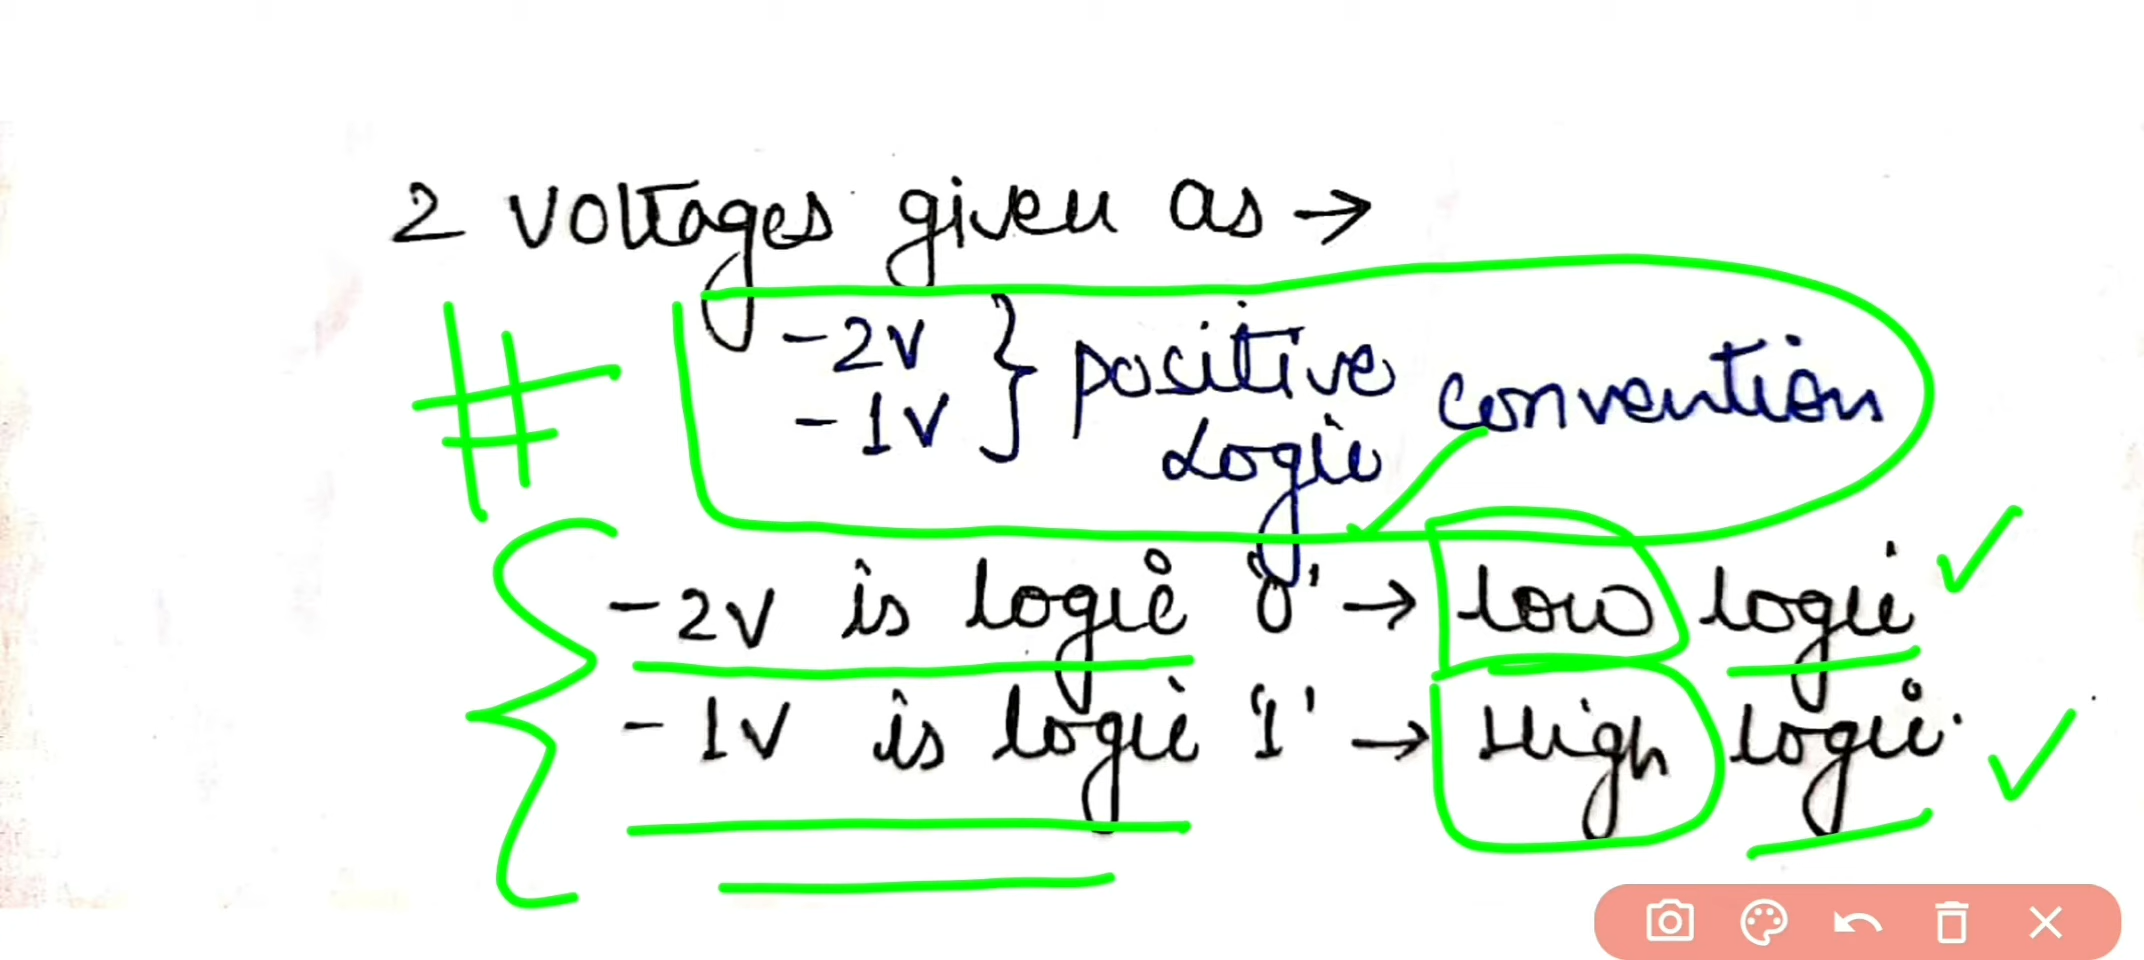 2 voltages given as →
-2V } positive convention
-1V } Logic
-2V is logic '0' → low logic ✓
-1V is logic '1' → High logic. ✓